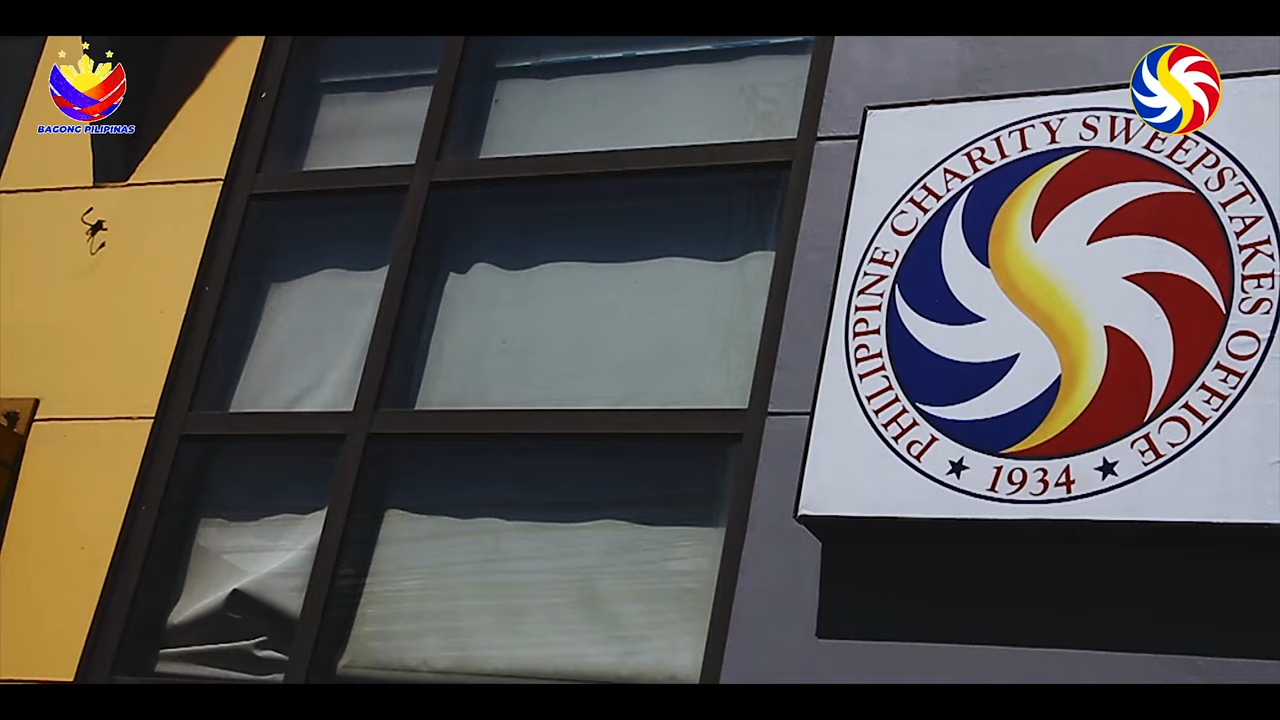 BAGONG PILIPINAS
PHILIPPINE CHARITY SWEEPSTAKES OFFICE
★ 1934 ★